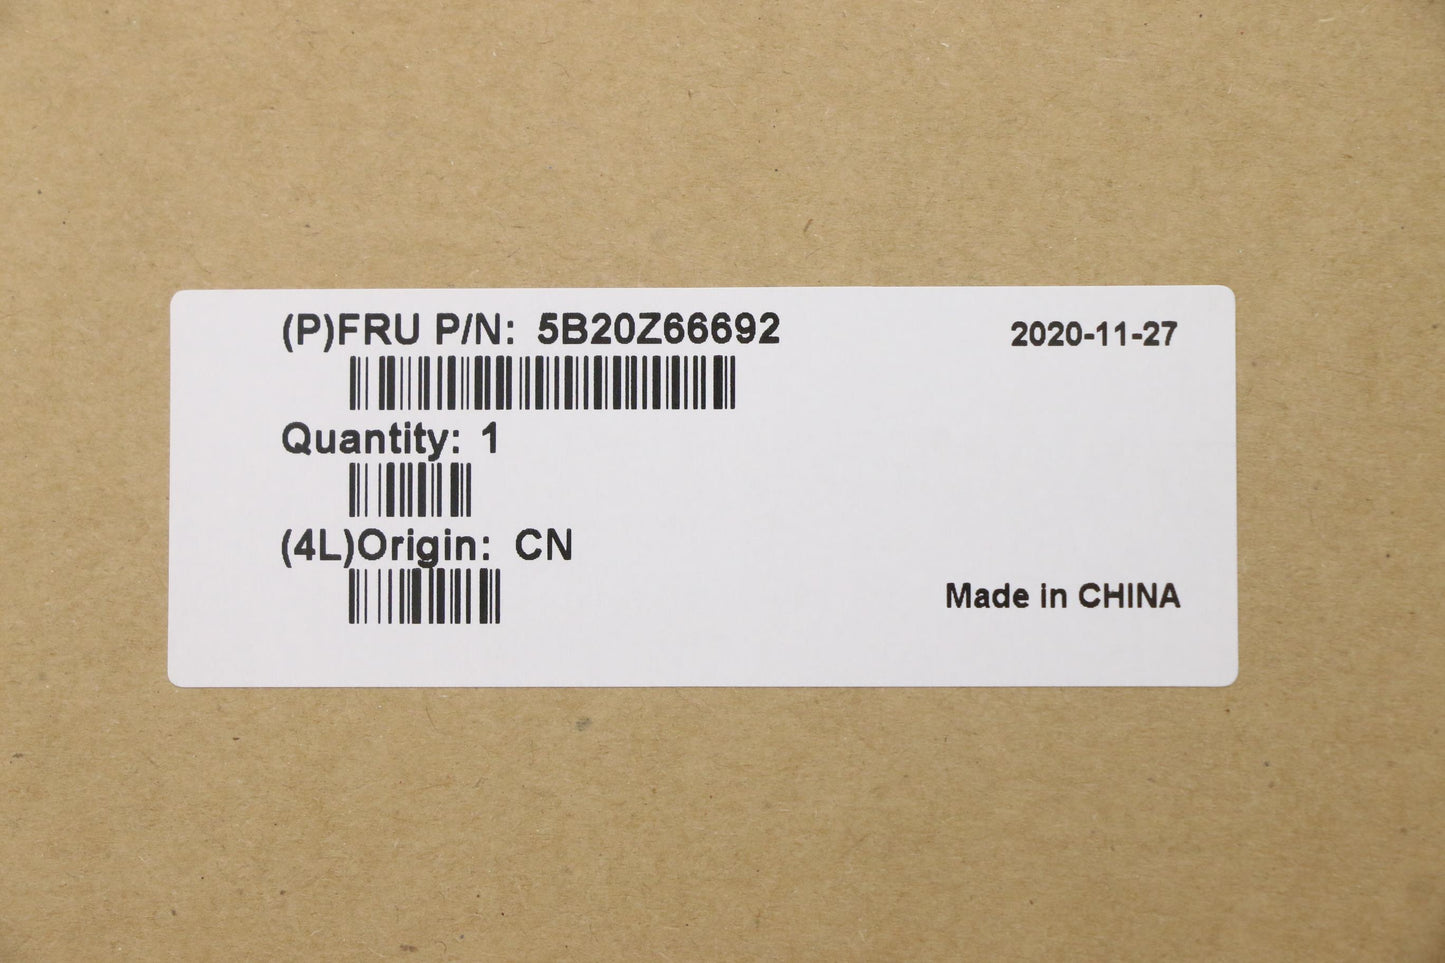 (P)FRU P/N: 5B20Z66692
2020-11-27
Quantity: 1
(4L)Origin: CN
Made in CHINA